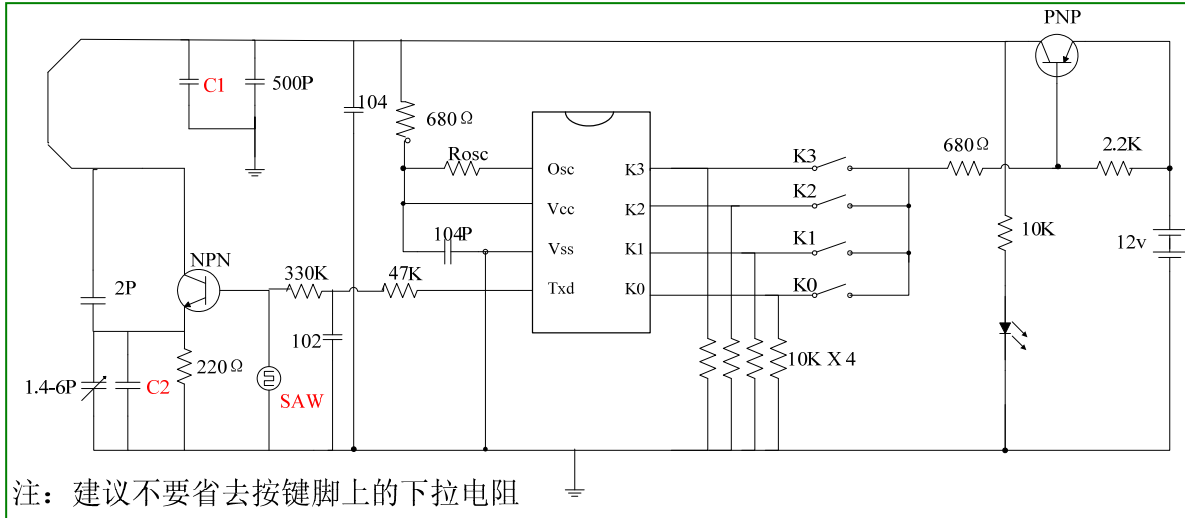 PNP
C1
500P
104
680Ω
680Ω
2.2K
Rosc
Osc
K3
K3
Vcc
K2
K2
104P
Vss
K1
K1
10K
12v
NPN
330K
47K
Txd
K0
K0
2P
102
220Ω
10K X 4
1.4-6P
C2
SAW
注：建议不要省去按键脚上的下拉电阻